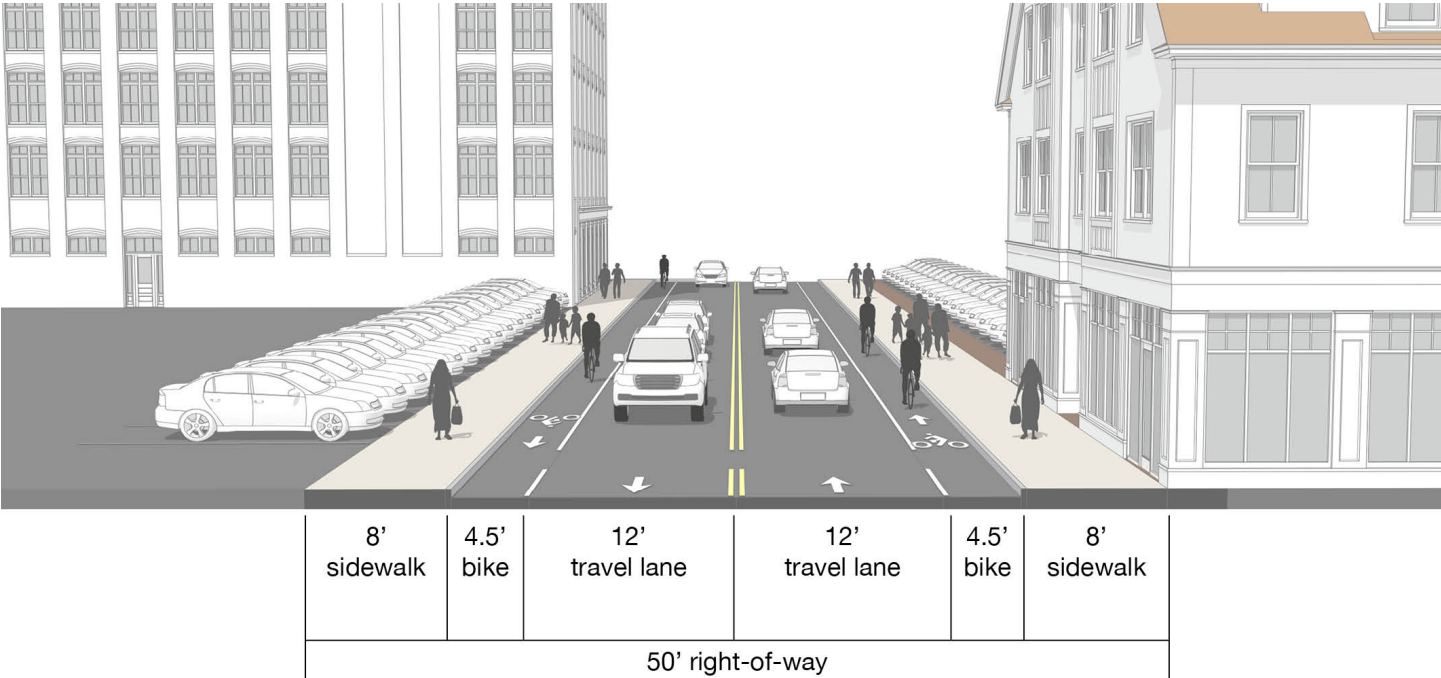 8’ sidewalk
4.5’ bike
12’ travel lane
12’ travel lane
4.5’ bike
8’ sidewalk
50’ right-of-way